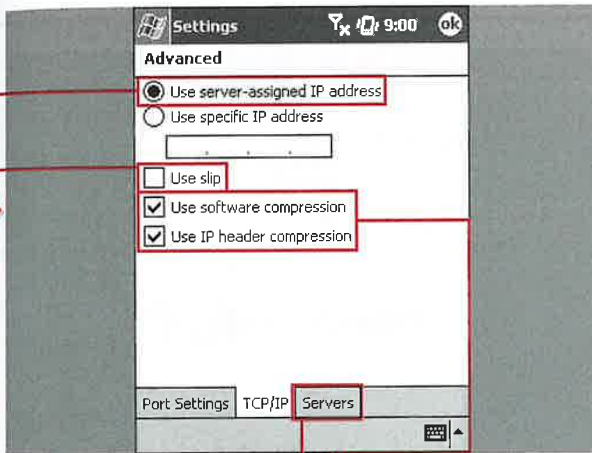 Settings 9:00 ok
Advanced
Use server-assigned IP address
Use specific IP address
. . .
Use slip
Use software compression
Use IP header compression
Port Settings TCP/IP Servers